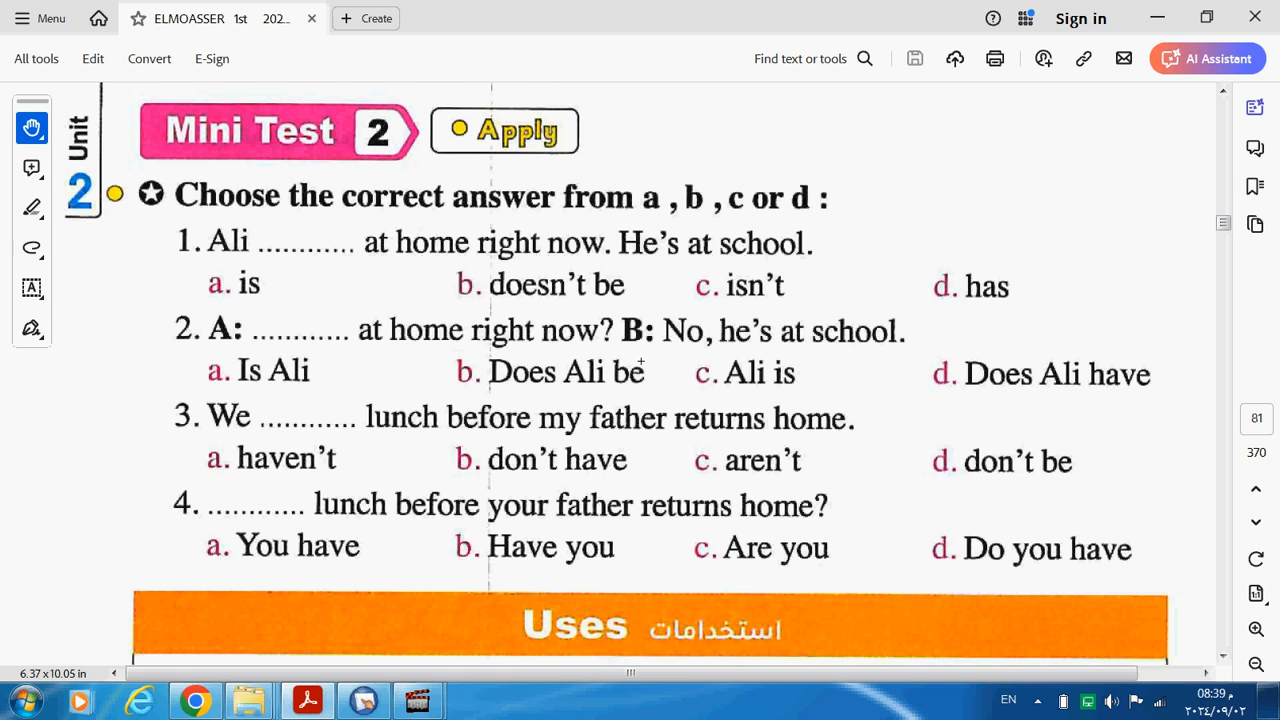 Menu
ELMOASSER 1st 202...
Create
Sign in
All tools
Edit
Convert
E-Sign
Find text or tools
AI Assistant
Unit
2
Mini Test 2
Apply
Choose the correct answer from a , b , c or d :
1. Ali ............ at home right now. He's at school.
a. is b. doesn't be c. isn't d. has
2. A: ............ at home right now? B: No, he's at school.
a. Is Ali b. Does Ali be c. Ali is d. Does Ali have
3. We ............ lunch before my father returns home.
a. haven't b. don't have c. aren't d. don't be
4. ............ lunch before your father returns home?
a. You have b. Have you c. Are you d. Do you have
Uses استخدامات
81
370
6.37 x 10.05 in
EN
08:39 م
٢٠٢٤/٠٩/٠٢